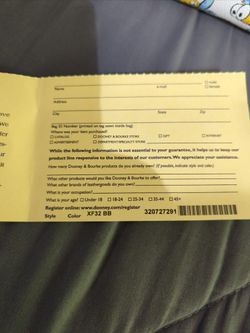 Name E-mail □ male
□ female
Address
City State Zip
Bag ID Number (printed on tag sewn inside bag)
Where was your item purchased?
□ CATALOG □ DOONEY & BOURKE STORE □ GIFT □ INTERNET
□ ADVERTISEMENT □ DEPARTMENT/SPECIALTY STORE
While the following information is not essential to your guarantee, it helps us to keep our
product line responsive to the interests of our customers. We appreciate your assistance.
How many Dooney & Bourke products do you already own? (If possible, indicate style and color.)
What other products would you like Dooney & Bourke to offer?
What other brands of leathergoods do you own?
What is your occupation?
What is your age? □ Under 18 □ 18-24 □ 25-34 □ 35-44 □ 45+
Register online: www.dooney.com/register
Style Color XF32 BB 320727291